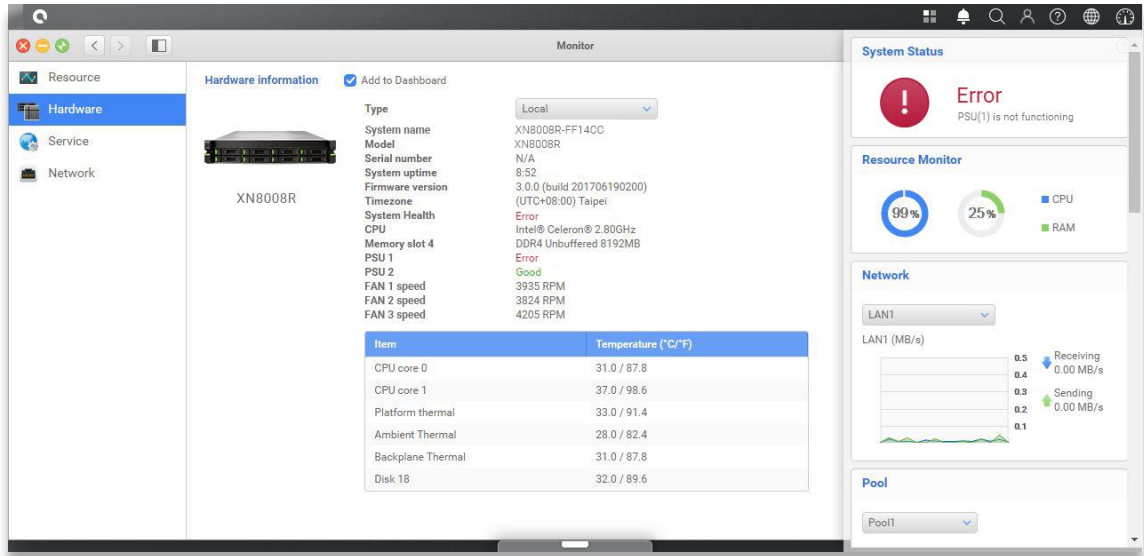 Monitor
Resource
Hardware
Service
Network
Hardware information
Add to Dashboard
XN8008R
Type Local
System name XN8008R-FF14CC
Model XN8008R
Serial number N/A
System uptime 8:52
Firmware version 3.0.0 (build 201706190200)
Timezone (UTC+08:00) Taipei
System Health Error
CPU Intel® Celeron® 2.80GHz
Memory slot 4 DDR4 Unbuffered 8192MB
PSU 1 Error
PSU 2 Good
FAN 1 speed 3935 RPM
FAN 2 speed 3824 RPM
FAN 3 speed 4205 RPM
Item Temperature (°C/°F)
CPU core 0 31.0 / 87.8
CPU core 1 37.0 / 98.6
Platform thermal 33.0 / 91.4
Ambient Thermal 28.0 / 82.4
Backplane Thermal 31.0 / 87.8
Disk 18 32.0 / 89.6
System Status
Error
PSU(1) is not functioning
Resource Monitor
99% 25%
CPU
RAM
Network
LAN1
LAN1 (MB/s)
0.5
0.4
0.3
0.2
0.1
Receiving
0.00 MB/s
Sending
0.00 MB/s
Pool
Pool1